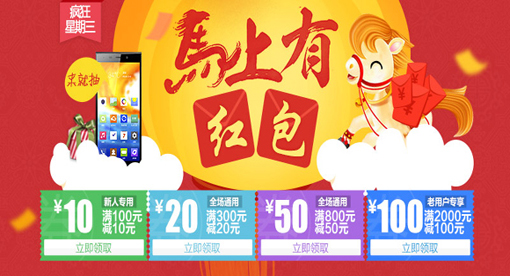 疯狂
星期三
来就抽
馬上有
红包
¥10
新人专用
满100元
减10元
立即领取
¥20
全场通用
满300元
减20元
立即领取
¥50
全场通用
满800元
减50元
立即领取
¥100
老用户专享
满2000元
减100元
立即领取